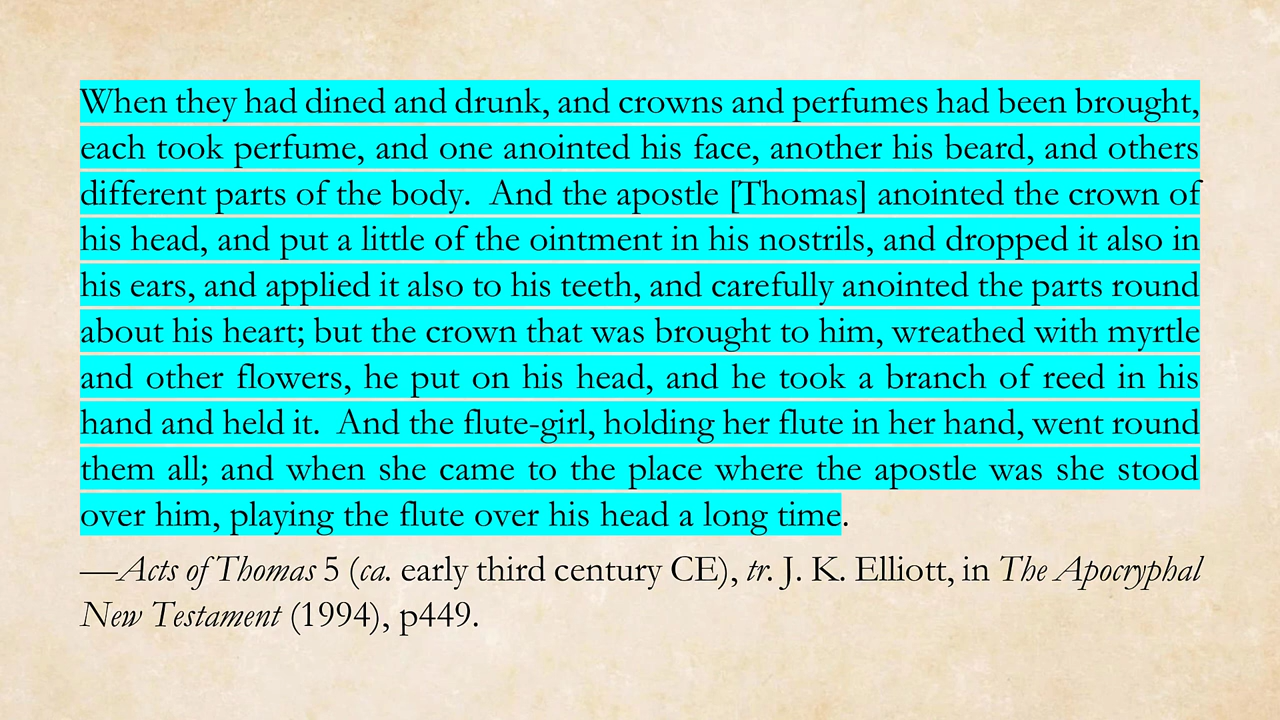 When they had dined and drunk, and crowns and perfumes had been brought,
each took perfume, and one anointed his face, another his beard, and others
different parts of the body.  And the apostle [Thomas] anointed the crown of
his head, and put a little of the ointment in his nostrils, and dropped it also in
his ears, and applied it also to his teeth, and carefully anointed the parts round
about his heart; but the crown that was brought to him, wreathed with myrtle
and other flowers, he put on his head, and he took a branch of reed in his
hand and held it.  And the flute-girl, holding her flute in her hand, went round
them all; and when she came to the place where the apostle was she stood
over him, playing the flute over his head a long time.
—Acts of Thomas 5 (ca. early third century CE), tr. J. K. Elliott, in The Apocryphal
New Testament (1994), p449.